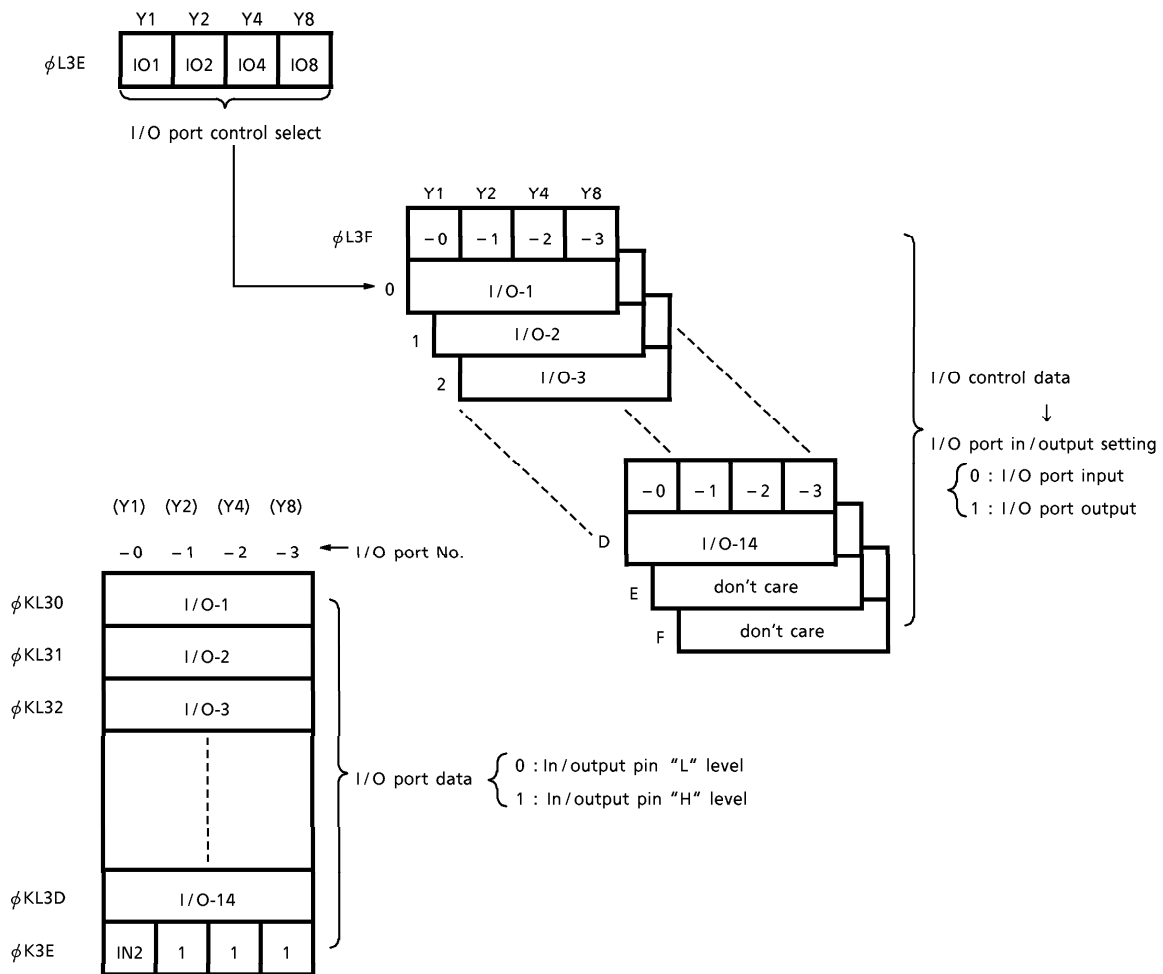 Y1 Y2 Y4 Y8
ϕL3E IO1 IO2 IO4 IO8
I/O port control select
Y1 Y2 Y4 Y8
ϕL3F -0 -1 -2 -3
0 I/O-1
1 I/O-2
2 I/O-3
-0 -1 -2 -3
D I/O-14
E don't care
F don't care
I/O control data
↓
I/O port in/output setting
0 : I/O port input
1 : I/O port output
(Y1) (Y2) (Y4) (Y8)
-0 -1 -2 -3 ← I/O port No.
ϕKL30 I/O-1
ϕKL31 I/O-2
ϕKL32 I/O-3
I/O port data
0 : In/output pin "L" level
1 : In/output pin "H" level
ϕKL3D I/O-14
ϕK3E IN2 1 1 1